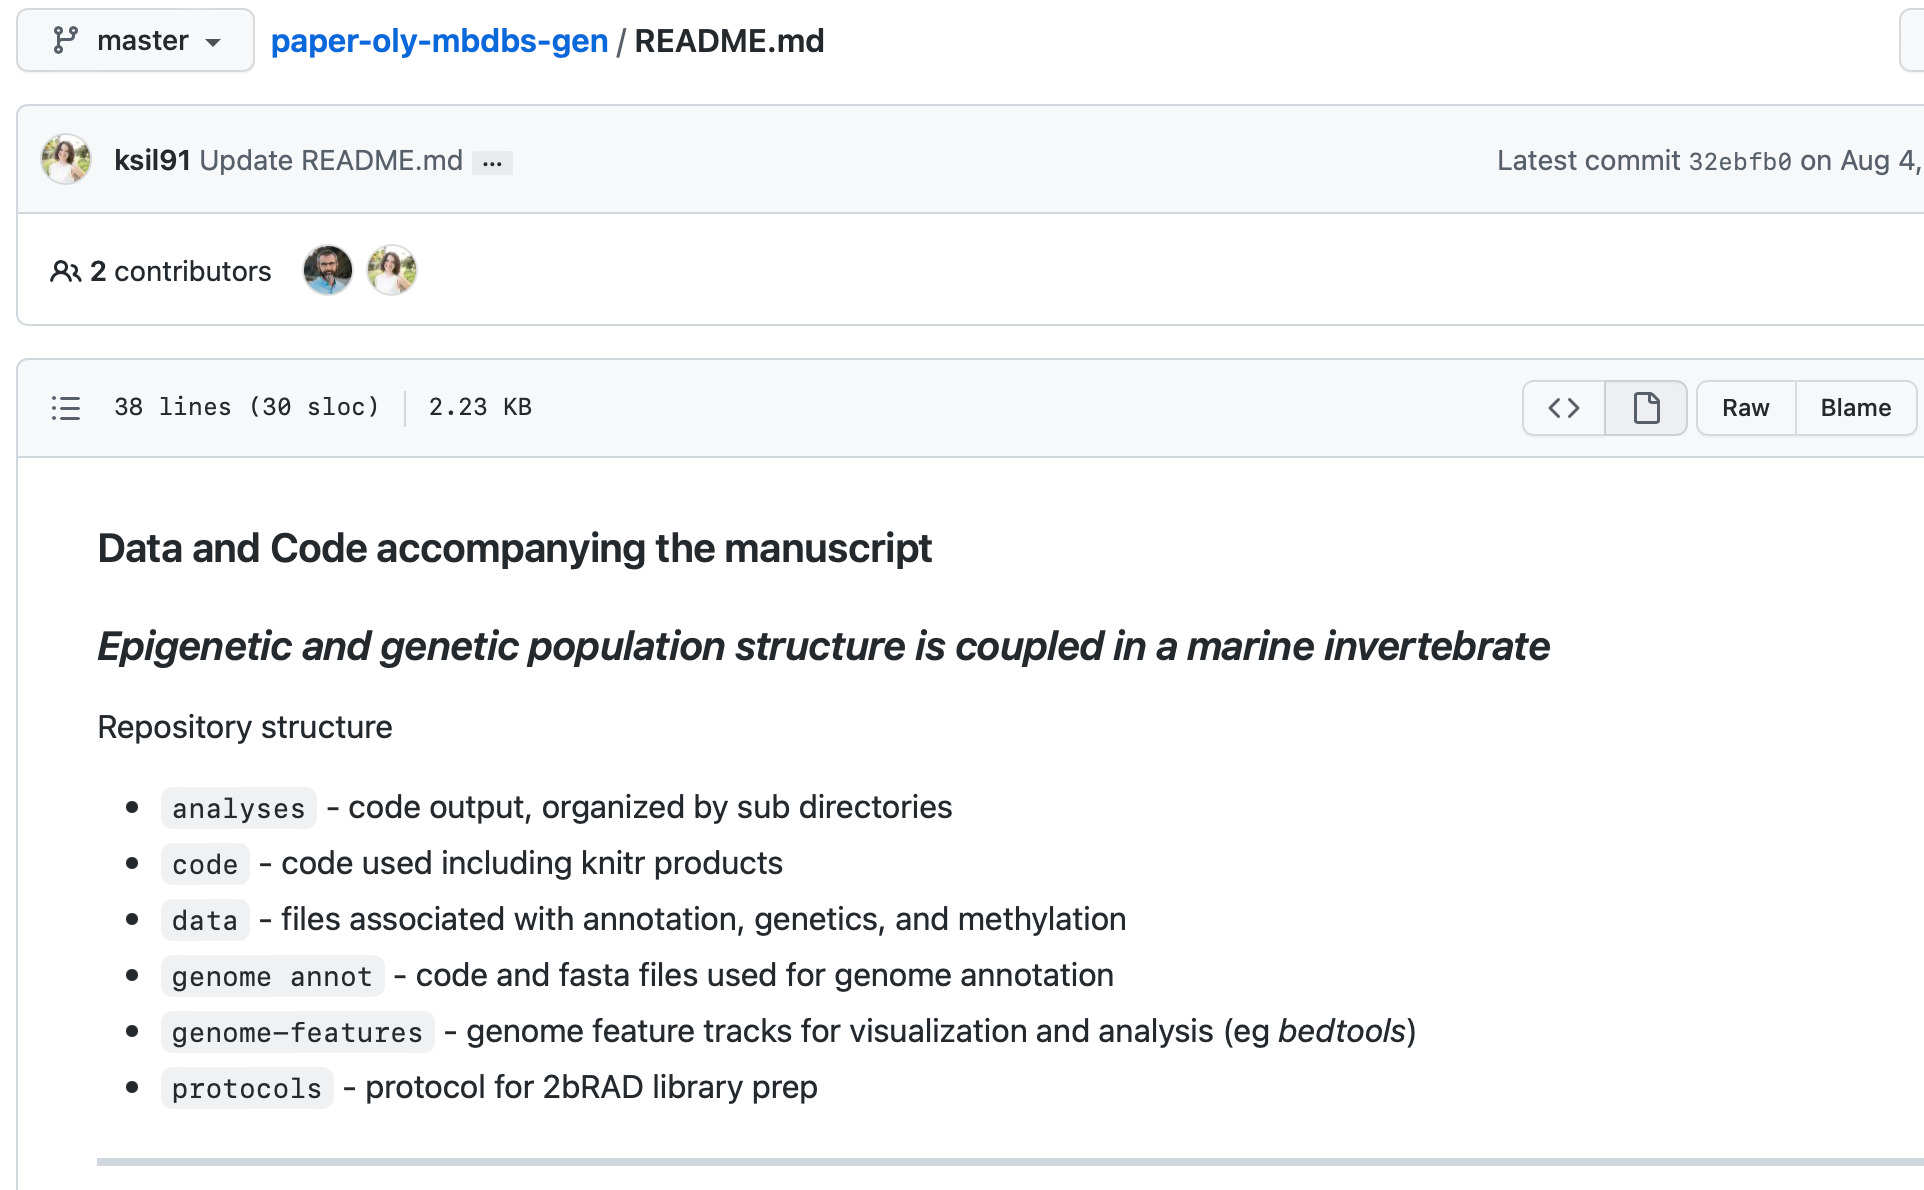 master
paper-oly-mbdbs-gen / README.md
ksil91 Update README.md ...
Latest commit 32ebfb0 on Aug 4,
2 contributors
38 lines (30 sloc) 2.23 KB
Raw Blame
Data and Code accompanying the manuscript
Epigenetic and genetic population structure is coupled in a marine invertebrate
Repository structure
• analyses - code output, organized by sub directories
• code - code used including knitr products
• data - files associated with annotation, genetics, and methylation
• genome annot - code and fasta files used for genome annotation
• genome-features - genome feature tracks for visualization and analysis (eg bedtools)
• protocols - protocol for 2bRAD library prep